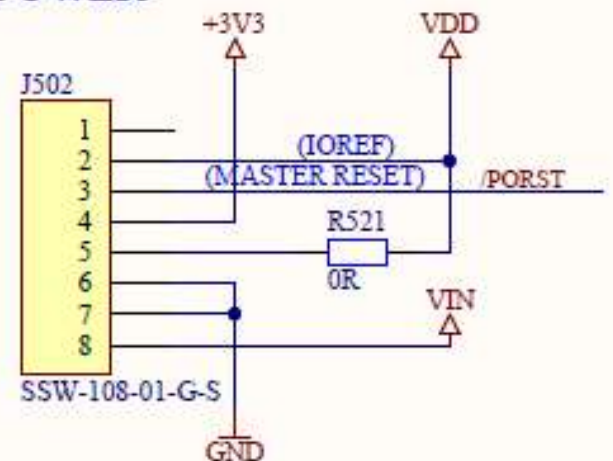 +3V3
VDD
J502
1
2
(IOREF)
3
(MASTER RESET)
/PORST
4
R521
5
0R
6
VIN
7
8
SSW-108-01-G-S
GND